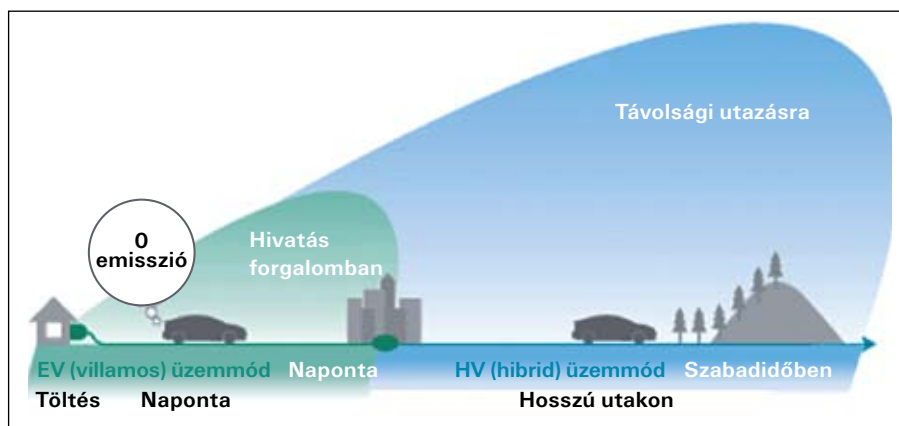 Távolsági utazásra
0
emisszió
Hivatás
forgalomban
EV (villamos) üzemmód Naponta HV (hibrid) üzemmód Szabadidőben
Töltés Naponta Hosszú utakon